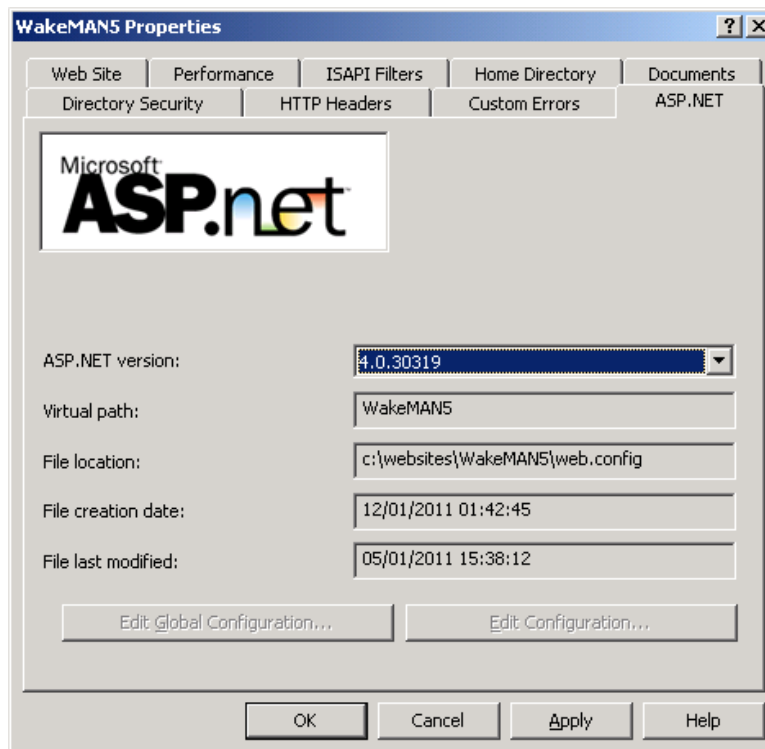 WakeMAN5 Properties
Web Site Performance ISAPI Filters Home Directory Documents
Directory Security HTTP Headers Custom Errors ASP.NET
Microsoft
ASP.net
ASP.NET version: 4.0.30319
Virtual path: WakeMAN5
File location: c:\websites\WakeMAN5\web.config
File creation date: 12/01/2011 01:42:45
File last modified: 05/01/2011 15:38:12
Edit Global Configuration... Edit Configuration...
OK Cancel Apply Help